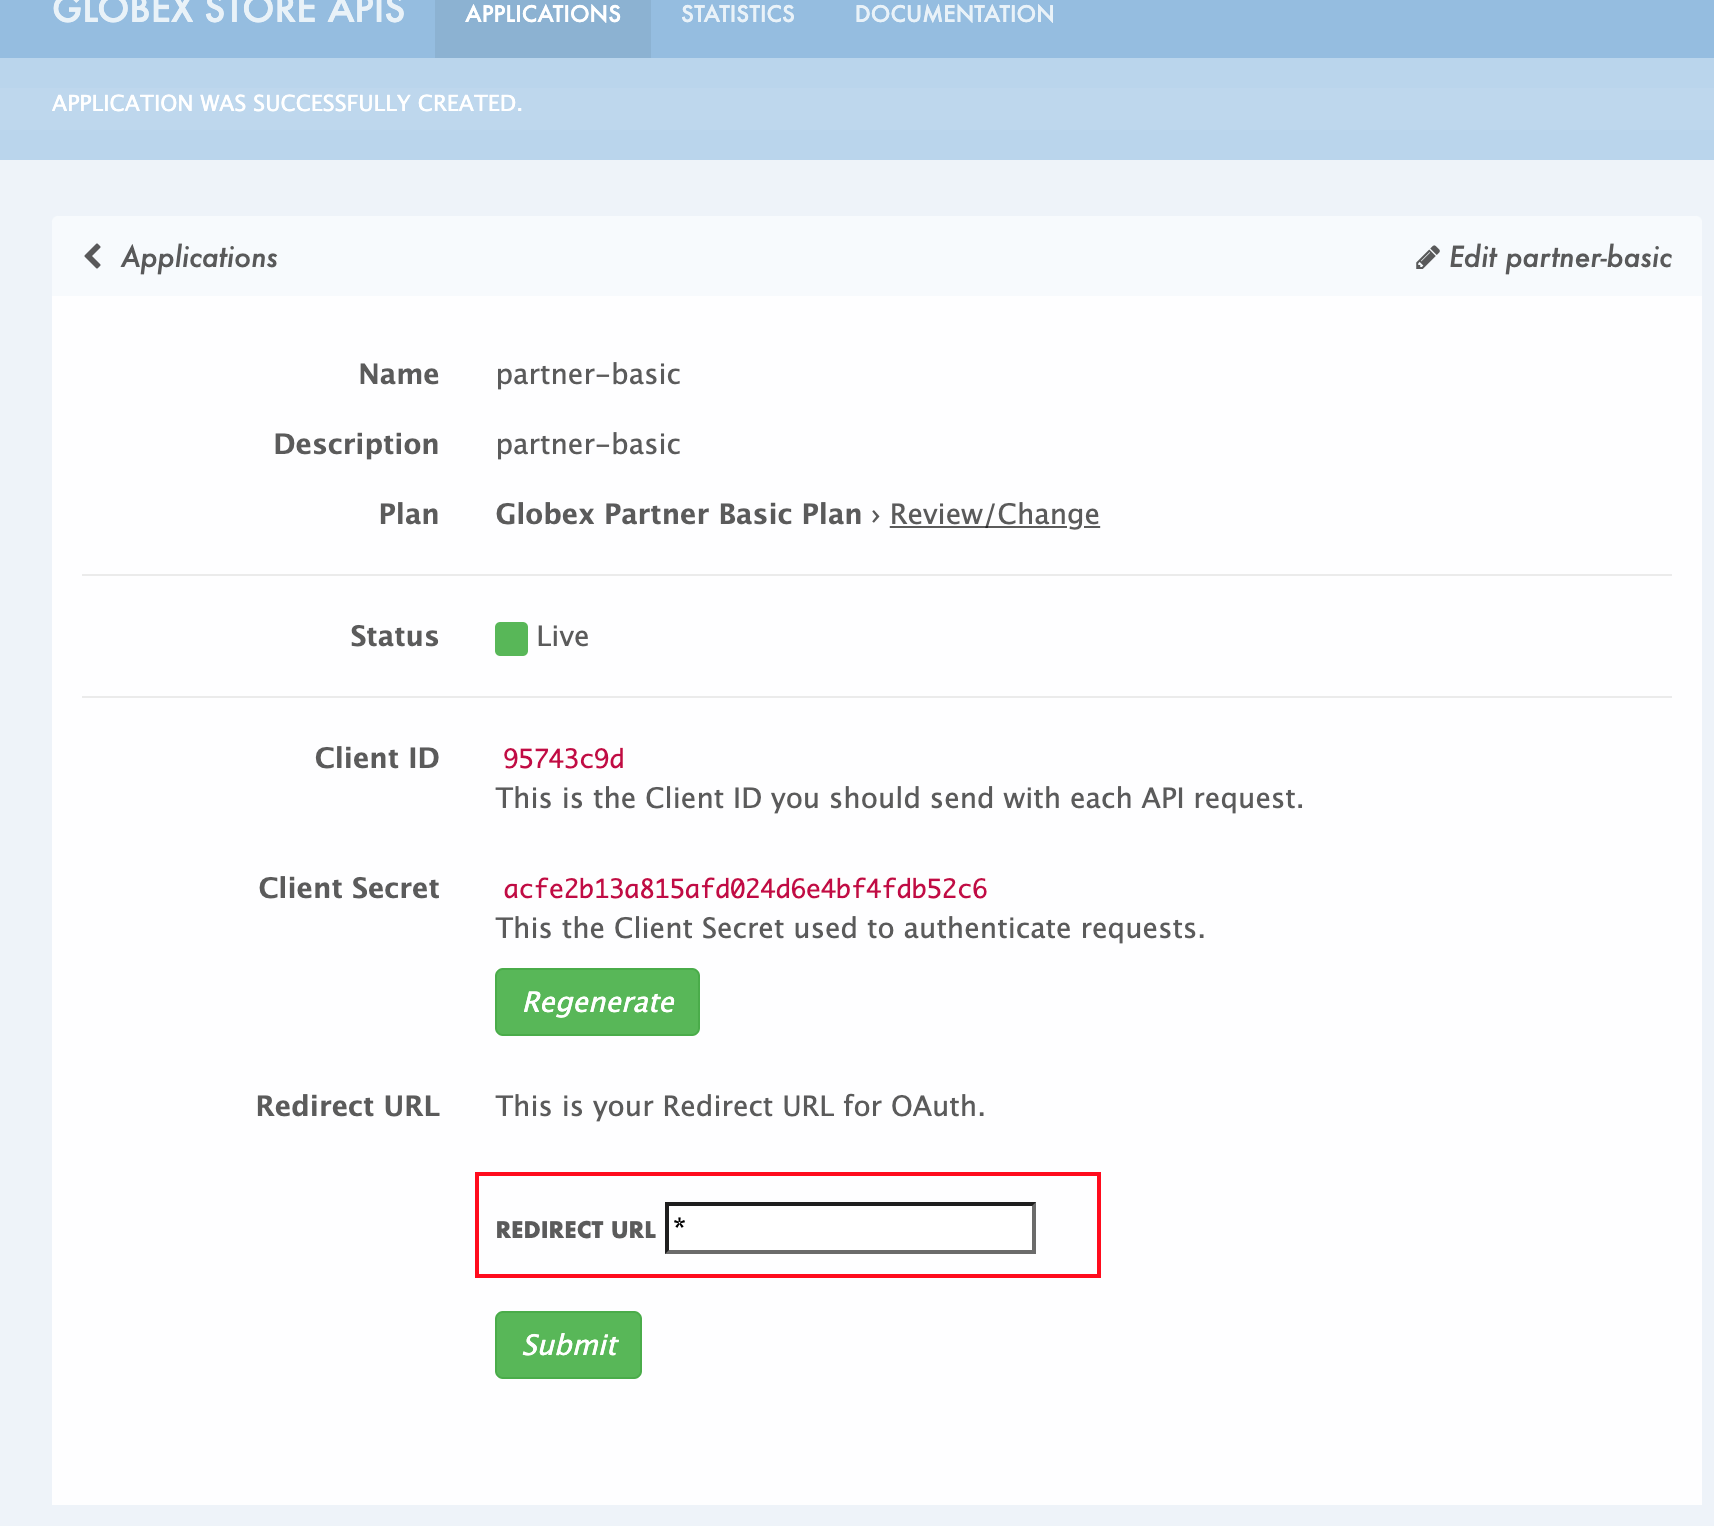 GLOBEX STORE APIS APPLICATIONS STATISTICS DOCUMENTATION
APPLICATION WAS SUCCESSFULLY CREATED.
Applications Edit partner-basic
Name partner-basic
Description partner-basic
Plan Globex Partner Basic Plan › Review/Change
Status Live
Client ID 95743c9d
This is the Client ID you should send with each API request.
Client Secret acfe2b13a815afd024d6e4bf4fdb52c6
This the Client Secret used to authenticate requests.
Regenerate
Redirect URL This is your Redirect URL for OAuth.
REDIRECT URL *
Submit